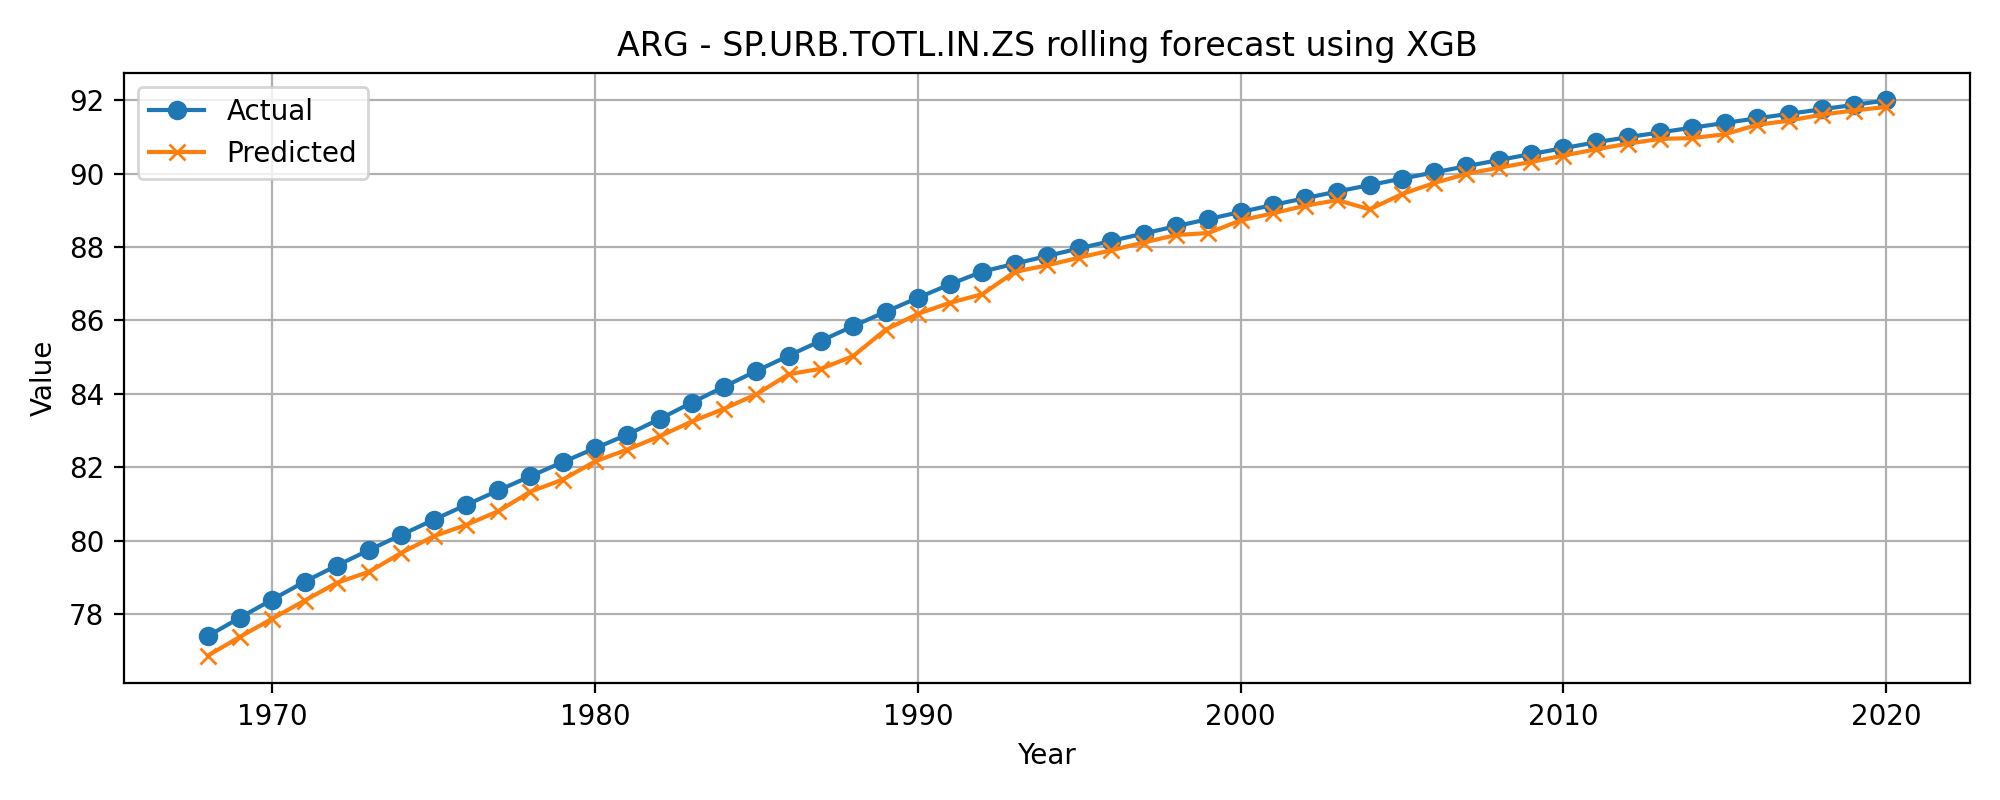 ARG - SP.URB.TOTL.IN.ZS rolling forecast using XGB
Actual
Predicted
92
90
88
86
84
82
80
78
Value
1970 1980 1990 2000 2010 2020
Year